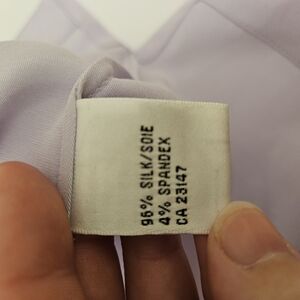 96% SILK/SOIE
4% SPANDEX
CA 23147